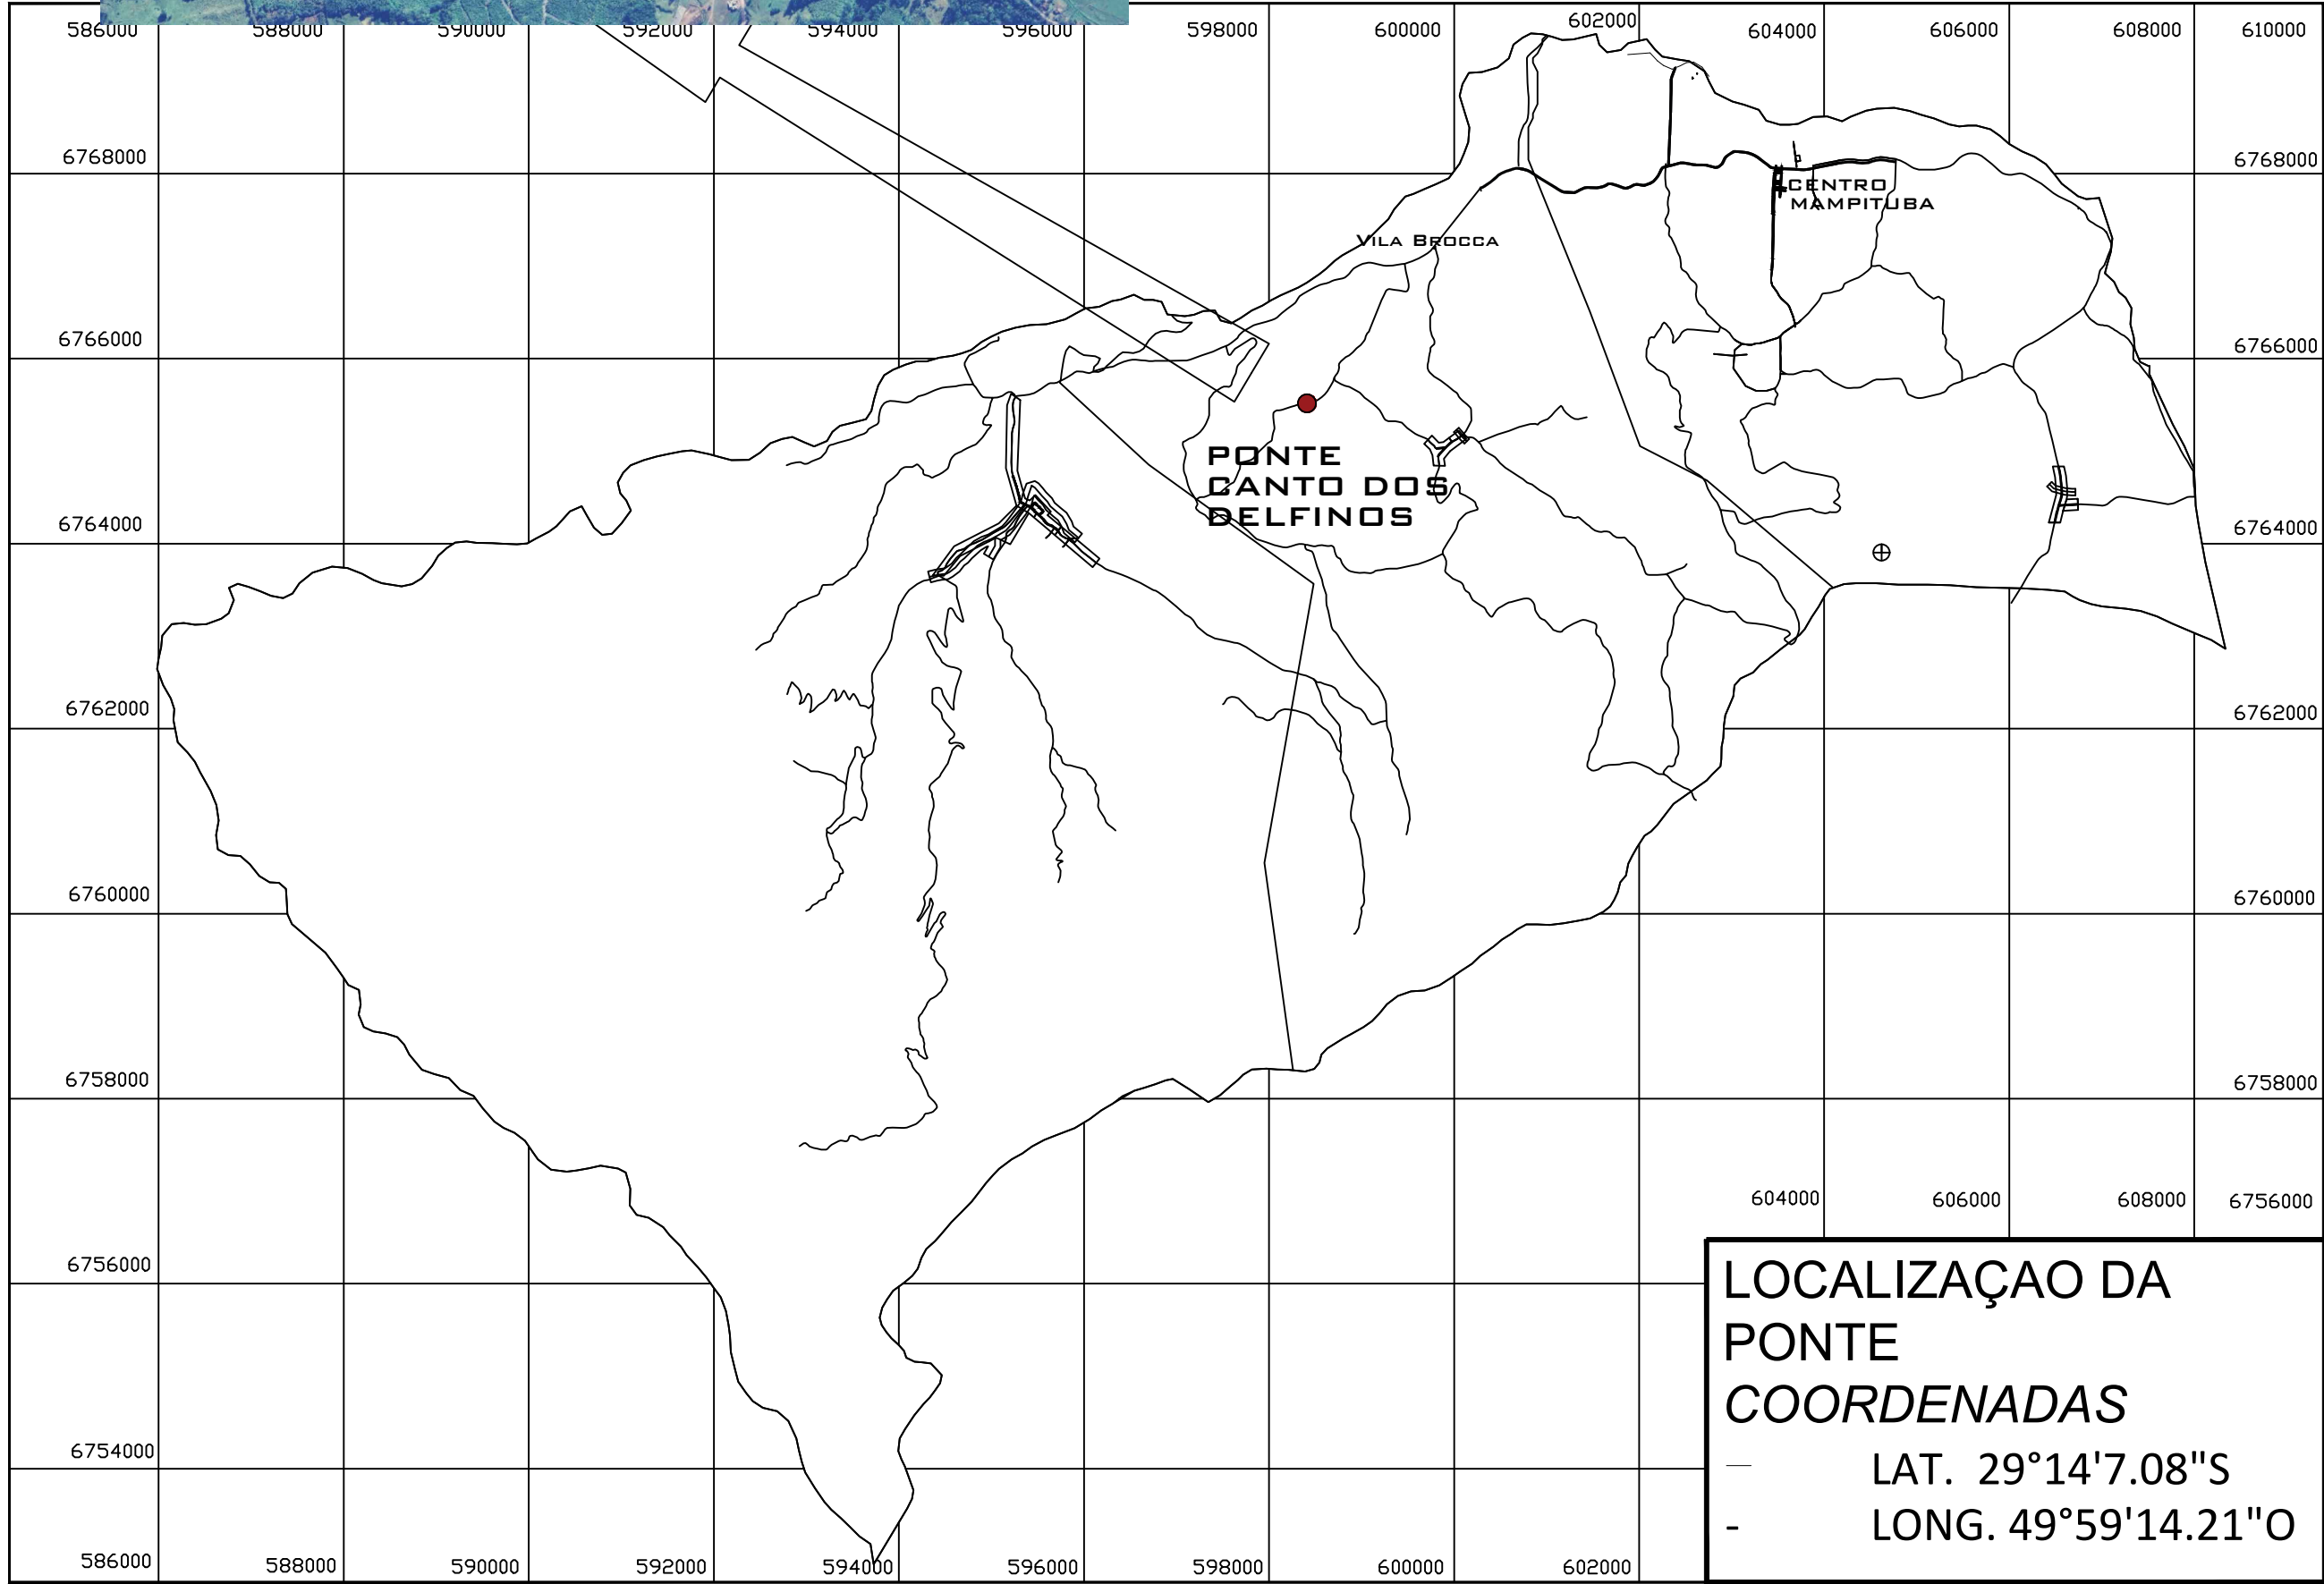 586000 588000 590000 592000 594000 596000 598000 600000 602000 604000 606000 608000 610000
6768000 6768000
CENTRO
MAMPITUBA
VILA BROCCA
6766000 6766000
PONTE
CANTO DOS
DELFINOS
6764000 6764000
6762000 6762000
6760000 6760000
6758000 6758000
604000 606000 608000 6756000
6756000
LOCALIZAÇAO DA
PONTE
COORDENADAS
6754000
— LAT. 29°14'7.08"S
- LONG. 49°59'14.21"O
586000 588000 590000 592000 594000 596000 598000 600000 602000